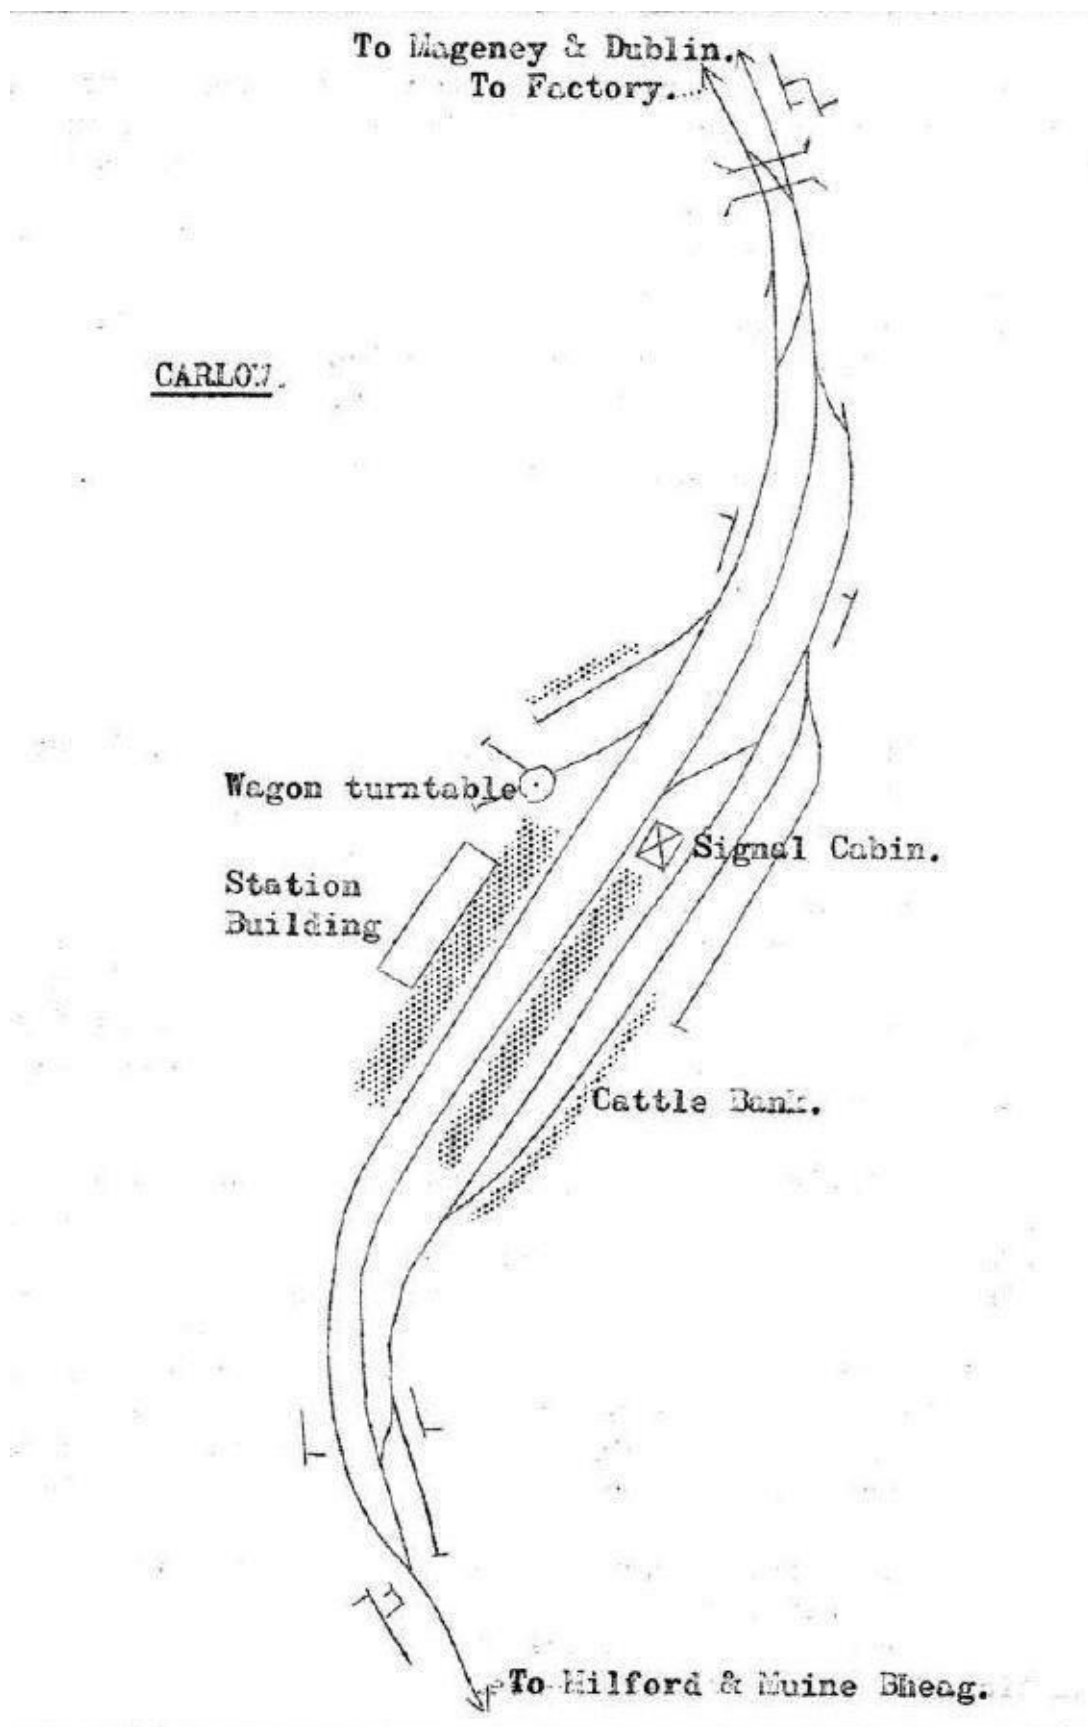 To Mageney & Dublin.
To Factory.
CARLOW.
Wagon turntable
Signal Cabin.
Station
Building
Cattle Bank.
To Milford & Muine Bheag.